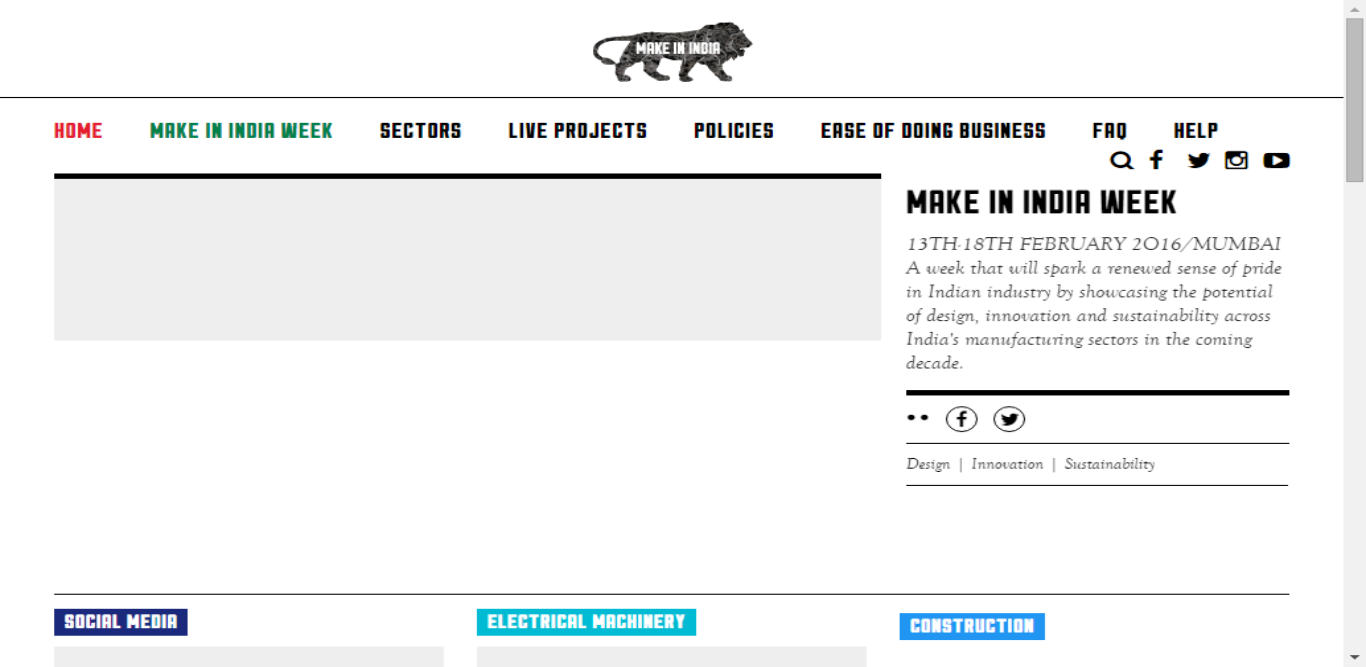 MAKE IN INDIA
HOME MAKE IN INDIA WEEK SECTORS LIVE PROJECTS POLICIES EASE OF DOING BUSINESS FAQ HELP
MAKE IN INDIA WEEK
13TH-18TH FEBRUARY 2016/MUMBAI
A week that will spark a renewed sense of pride
in Indian industry by showcasing the potential
of design, innovation and sustainability across
India's manufacturing sectors in the coming
decade.
Design | Innovation | Sustainability
SOCIAL MEDIA
ELECTRICAL MACHINERY
CONSTRUCTION